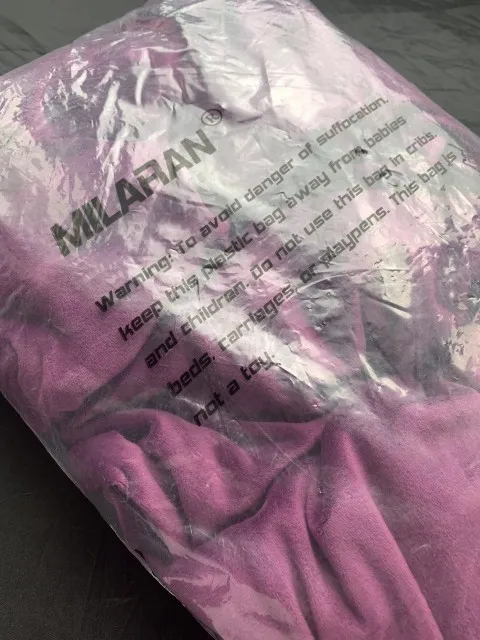 MILARAN®
Warning: To avoid danger of suffocation,
keep this plastic bag away from babies
and children. Do not use this bag in cribs,
beds, carriages, or playpens. This bag is
not a toy.